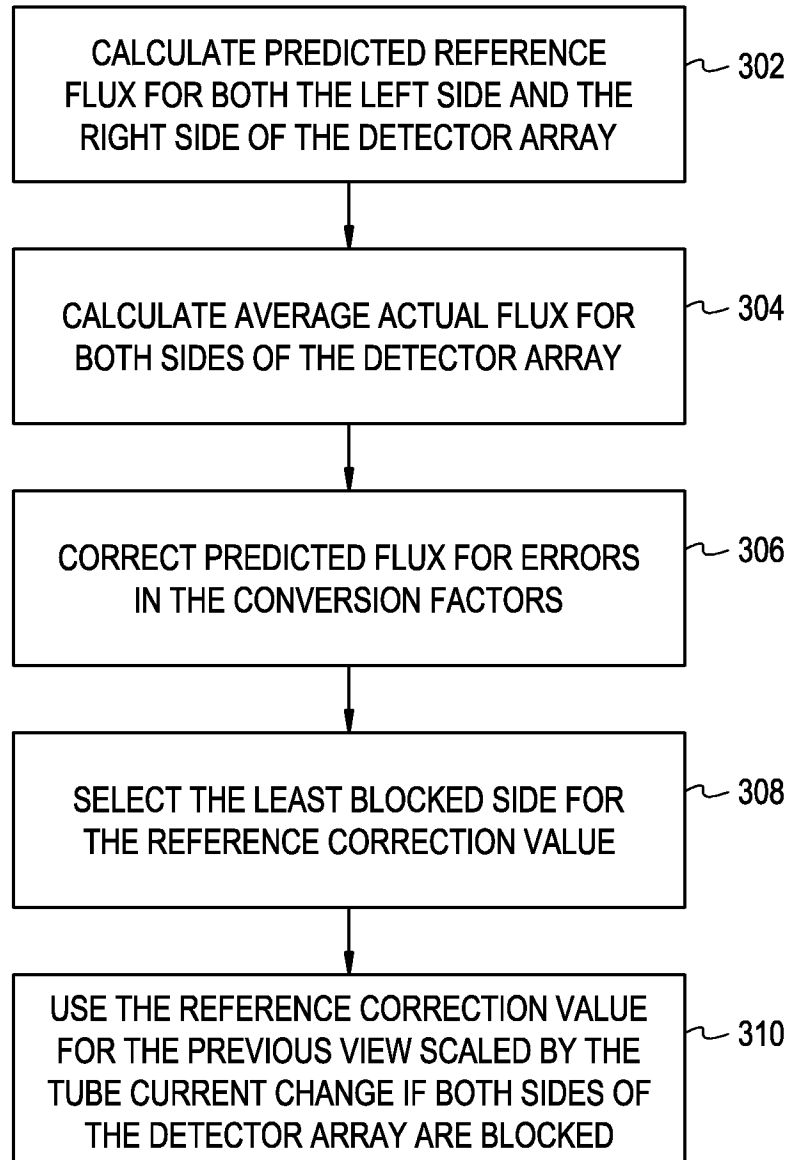 CALCULATE PREDICTED REFERENCE
FLUX FOR BOTH THE LEFT SIDE AND THE
RIGHT SIDE OF THE DETECTOR ARRAY
302
CALCULATE AVERAGE ACTUAL FLUX FOR
BOTH SIDES OF THE DETECTOR ARRAY
304
CORRECT PREDICTED FLUX FOR ERRORS
IN THE CONVERSION FACTORS
306
SELECT THE LEAST BLOCKED SIDE FOR
THE REFERENCE CORRECTION VALUE
308
USE THE REFERENCE CORRECTION VALUE
FOR THE PREVIOUS VIEW SCALED BY THE
TUBE CURRENT CHANGE IF BOTH SIDES OF
THE DETECTOR ARRAY ARE BLOCKED
310